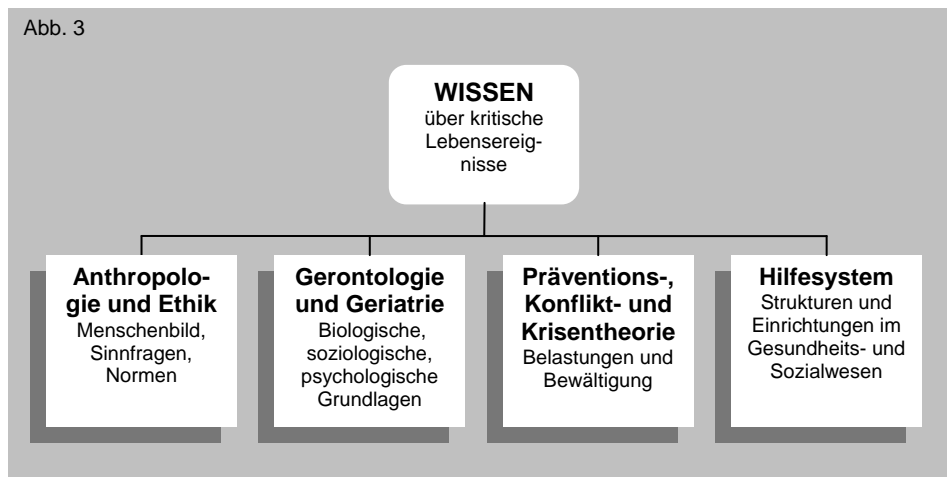 Abb. 3
WISSEN
über kritische
Lebensereig-
nisse
Anthropolo-
gie und Ethik
Menschenbild,
Sinnfragen,
Normen
Gerontologie
und Geriatrie
Biologische,
soziologische,
psychologische
Grundlagen
Präventions-,
Konflikt- und
Krisentheorie
Belastungen und
Bewältigung
Hilfesystem
Strukturen und
Einrichtungen im
Gesundheits- und
Sozialwesen